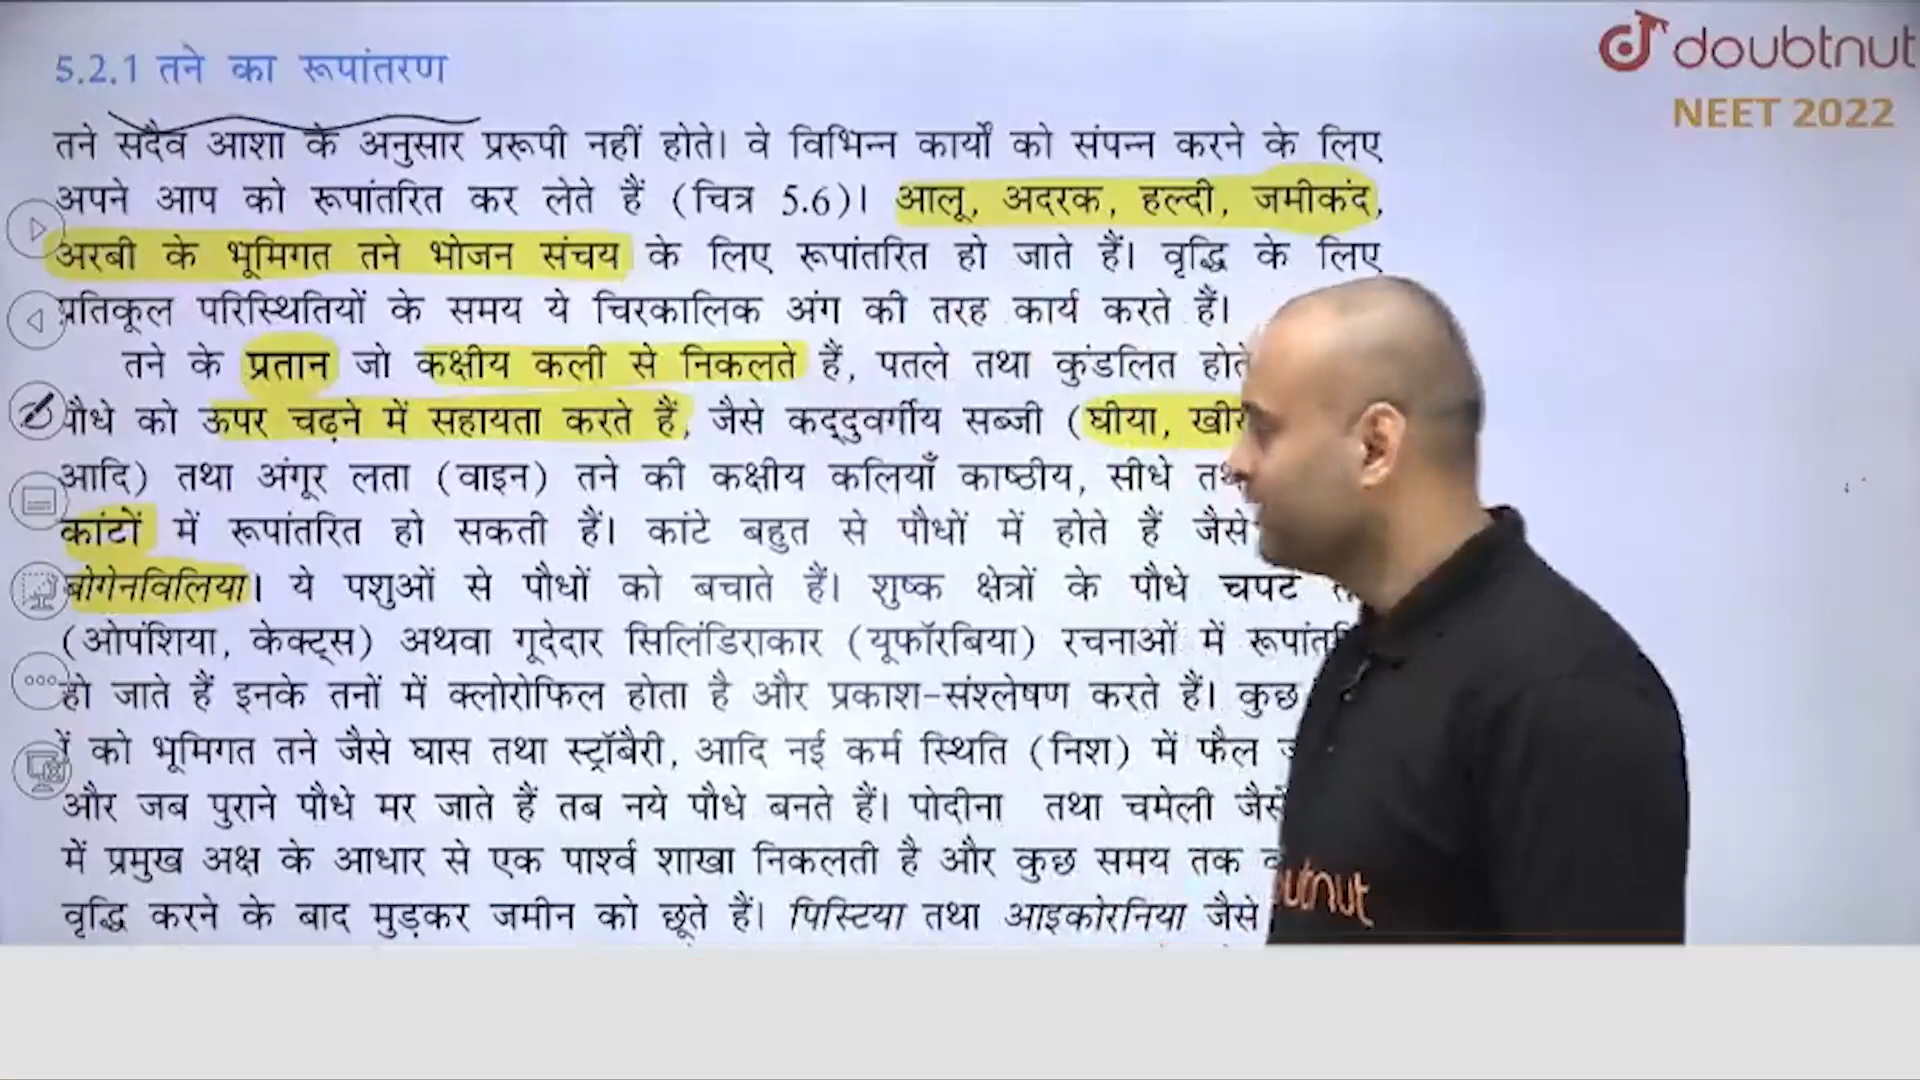 doubtnut
NEET 2022
5.2.1 तने का रूपांतरण
तने सदैव आशा के अनुसार प्ररूपी नहीं होते। वे विभिन्न कार्यों को संपन्न करने के लिए
अपने आप को रूपांतरित कर लेते हैं (चित्र 5.6)। आलू, अदरक, हल्दी, जमीकंद,
अरबी के भूमिगत तने भोजन संचय के लिए रूपांतरित हो जाते हैं। वृद्धि के लिए
प्रतिकूल परिस्थितियों के समय ये चिरकालिक अंग की तरह कार्य करते हैं।
तने के प्रतान जो कक्षीय कली से निकलते हैं, पतले तथा कुंडलित होते
पौधे को ऊपर चढ़ने में सहायता करते हैं, जैसे कद्दुवर्गीय सब्जी (घीया,
आदि) तथा अंगूर लता (वाइन) तने की कक्षीय कलियाँ काष्ठीय, सीधे
कांटों में रूपांतरित हो सकती हैं। कांटे बहुत से पौधों में होते हैं जैसे
बोगेनविलिया। ये पशुओं से पौधों को बचाते हैं। शुष्क क्षेत्रों के पौधे
(ओपंशिया, केक्ट्स) अथवा गूदेदार सिलिंडिराकार (यूफॉरबिया) रचनाओं में
हो जाते हैं इनके तनों में क्लोरोफिल होता है और प्रकाश-संश्लेषण करते हैं। कुछ
को भूमिगत तने जैसे घास तथा स्ट्रॉबैरी, आदि नई कर्म स्थिति (निश) में फैल
और जब पुराने पौधे मर जाते हैं तब नये पौधे बनते हैं। पोदीना तथा चमेली जैसे
में प्रमुख अक्ष के आधार से एक पार्श्व शाखा निकलती है और कुछ समय तक
वृद्धि करने के बाद मुड़कर जमीन को छूते हैं। पिस्टिया तथा आइकोरनिया जैसे
utnut